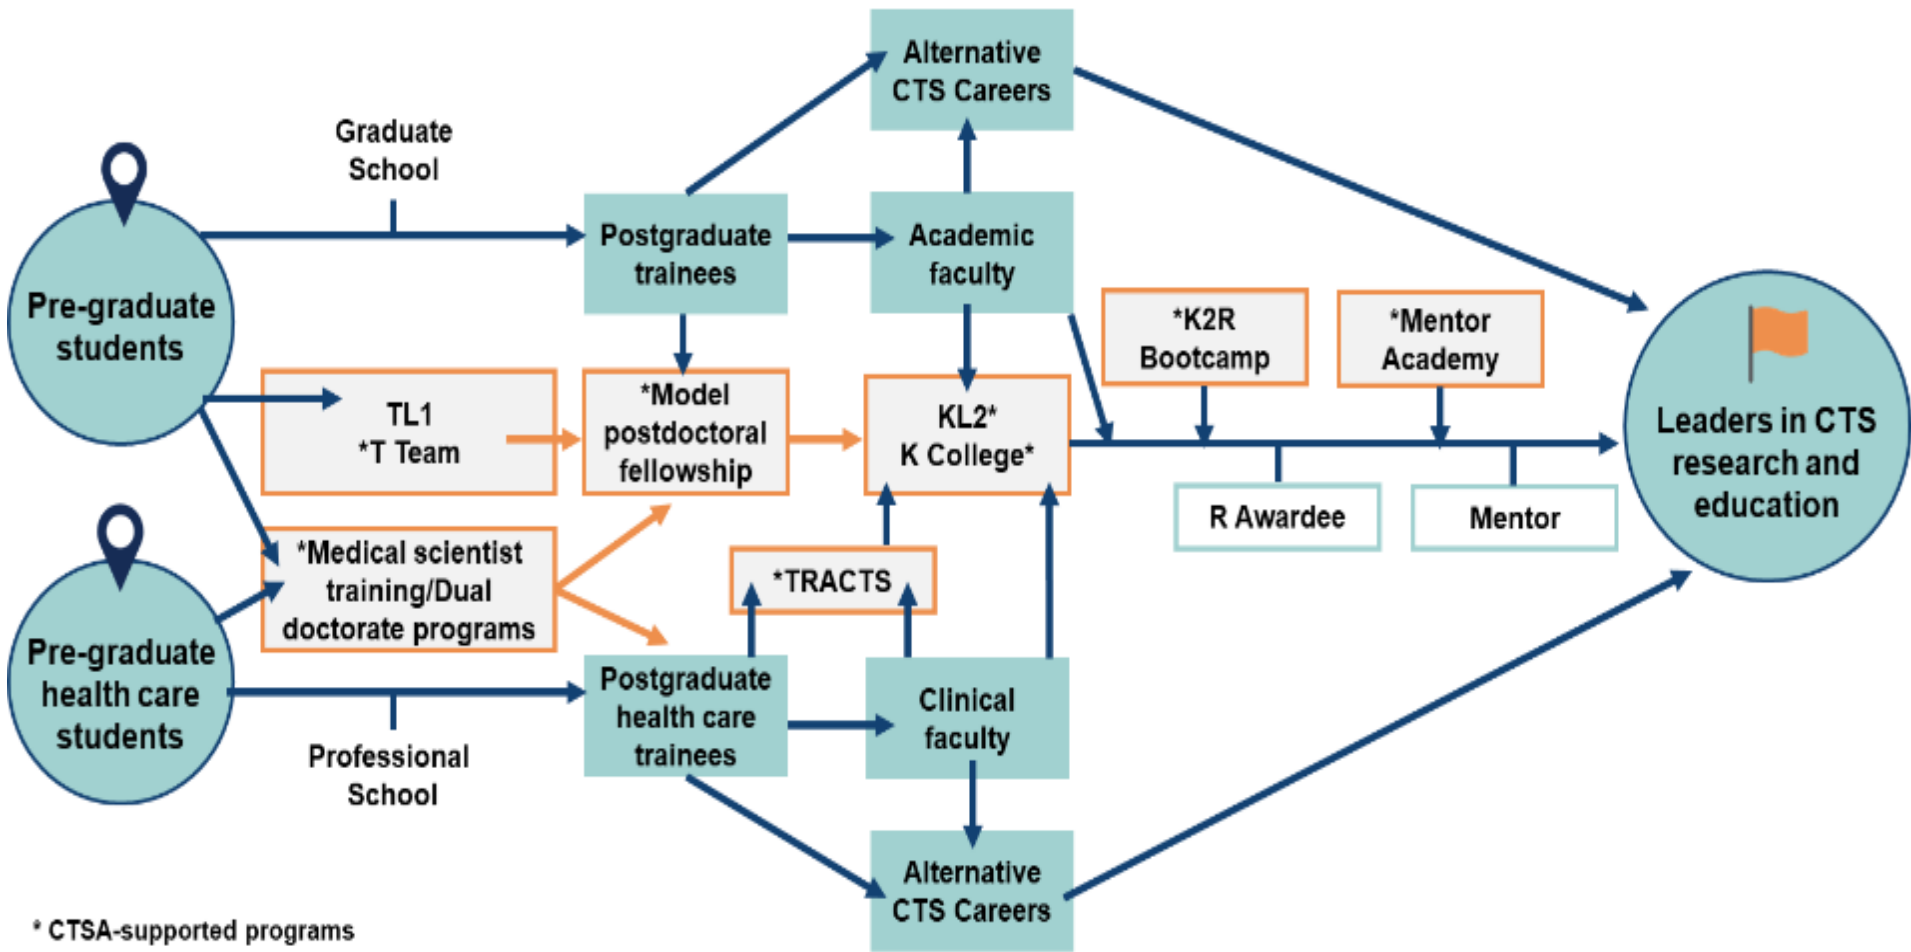 Alternative
CTS Careers
Graduate
School
Postgraduate
trainees
Academic
faculty
Pre-graduate
students
*K2R
Bootcamp
*Mentor
Academy
TL1
*T Team
*Model
postdoctoral
fellowship
KL2*
K College*
Leaders in CTS
research and
education
R Awardee
Mentor
*Medical scientist
training/Dual
doctorate programs
*TRACTS
Pre-graduate
health care
students
Postgraduate
health care
trainees
Clinical
faculty
Professional
School
Alternative
CTS Careers
* CTSA-supported programs